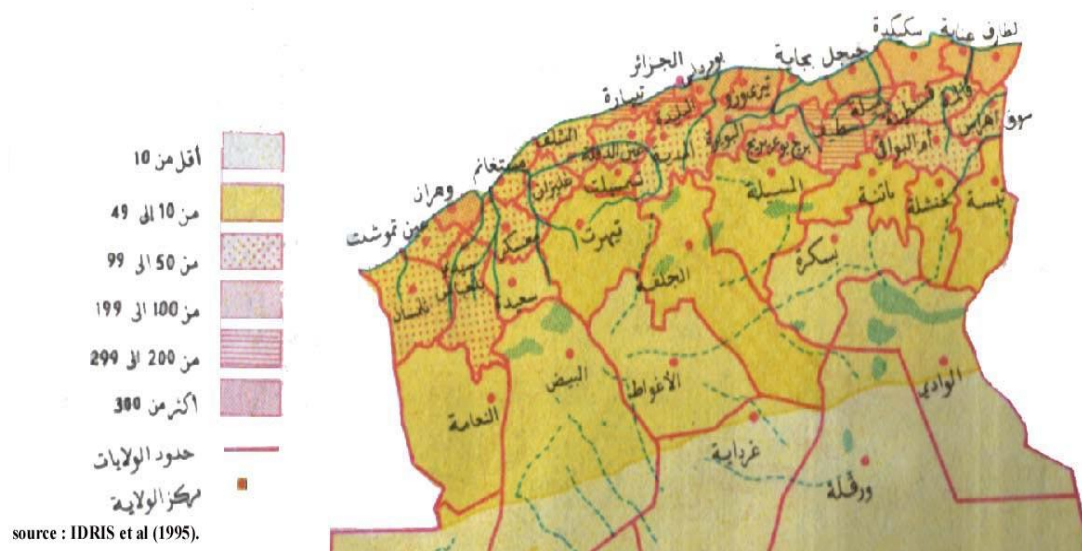 أقل من 10
من 10 إلى 49
من 50 الى 99
من 100 الى 199
من 200 الى 299
أكثر من 300
حدود الولايات
مركز الولاية
source : IDRIS et al (1995).
لطارف
عنابة
سكيكدة
جيجل
بجاية
بومرداس
الجزائر
تيبازة
الشلف
مستغانم
وهران
عين تموشنت
تيزي وزو
البليدة
البويرة
برج بوعريريج
سطيف
ميلة
قسنطينة
قالمة
سوق أهراس
أم البواقي
عين الدفلة
المدية
غليزان
تيسمسيلت
معسكر
سيدي بلعباس
تلمسان
سعيدة
تيهرت
الجلفة
المسيلة
باتنة
خنشلة
تبسة
بسكرة
النعامة
البيض
الأغواط
غرداية
ورقلة
الوادي